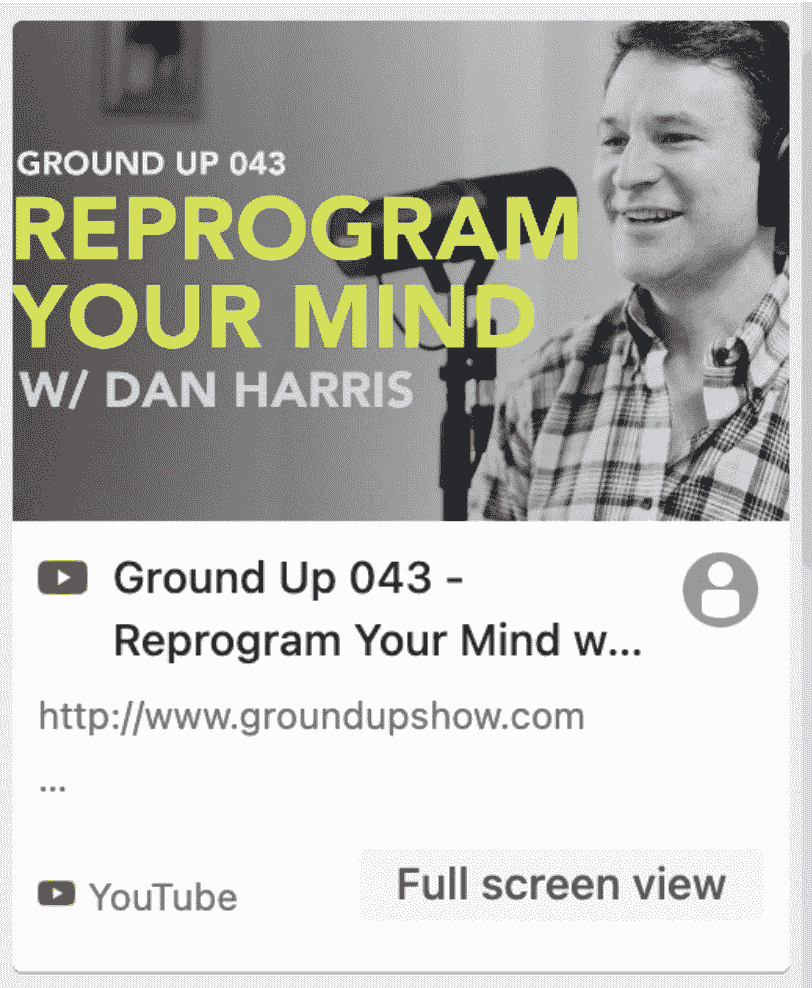 GROUND UP 043
REPROGRAM
YOUR MIND
W/ DAN HARRIS
Ground Up 043 -
Reprogram Your Mind w...
http://www.groundupshow.com
...
YouTube
Full screen view